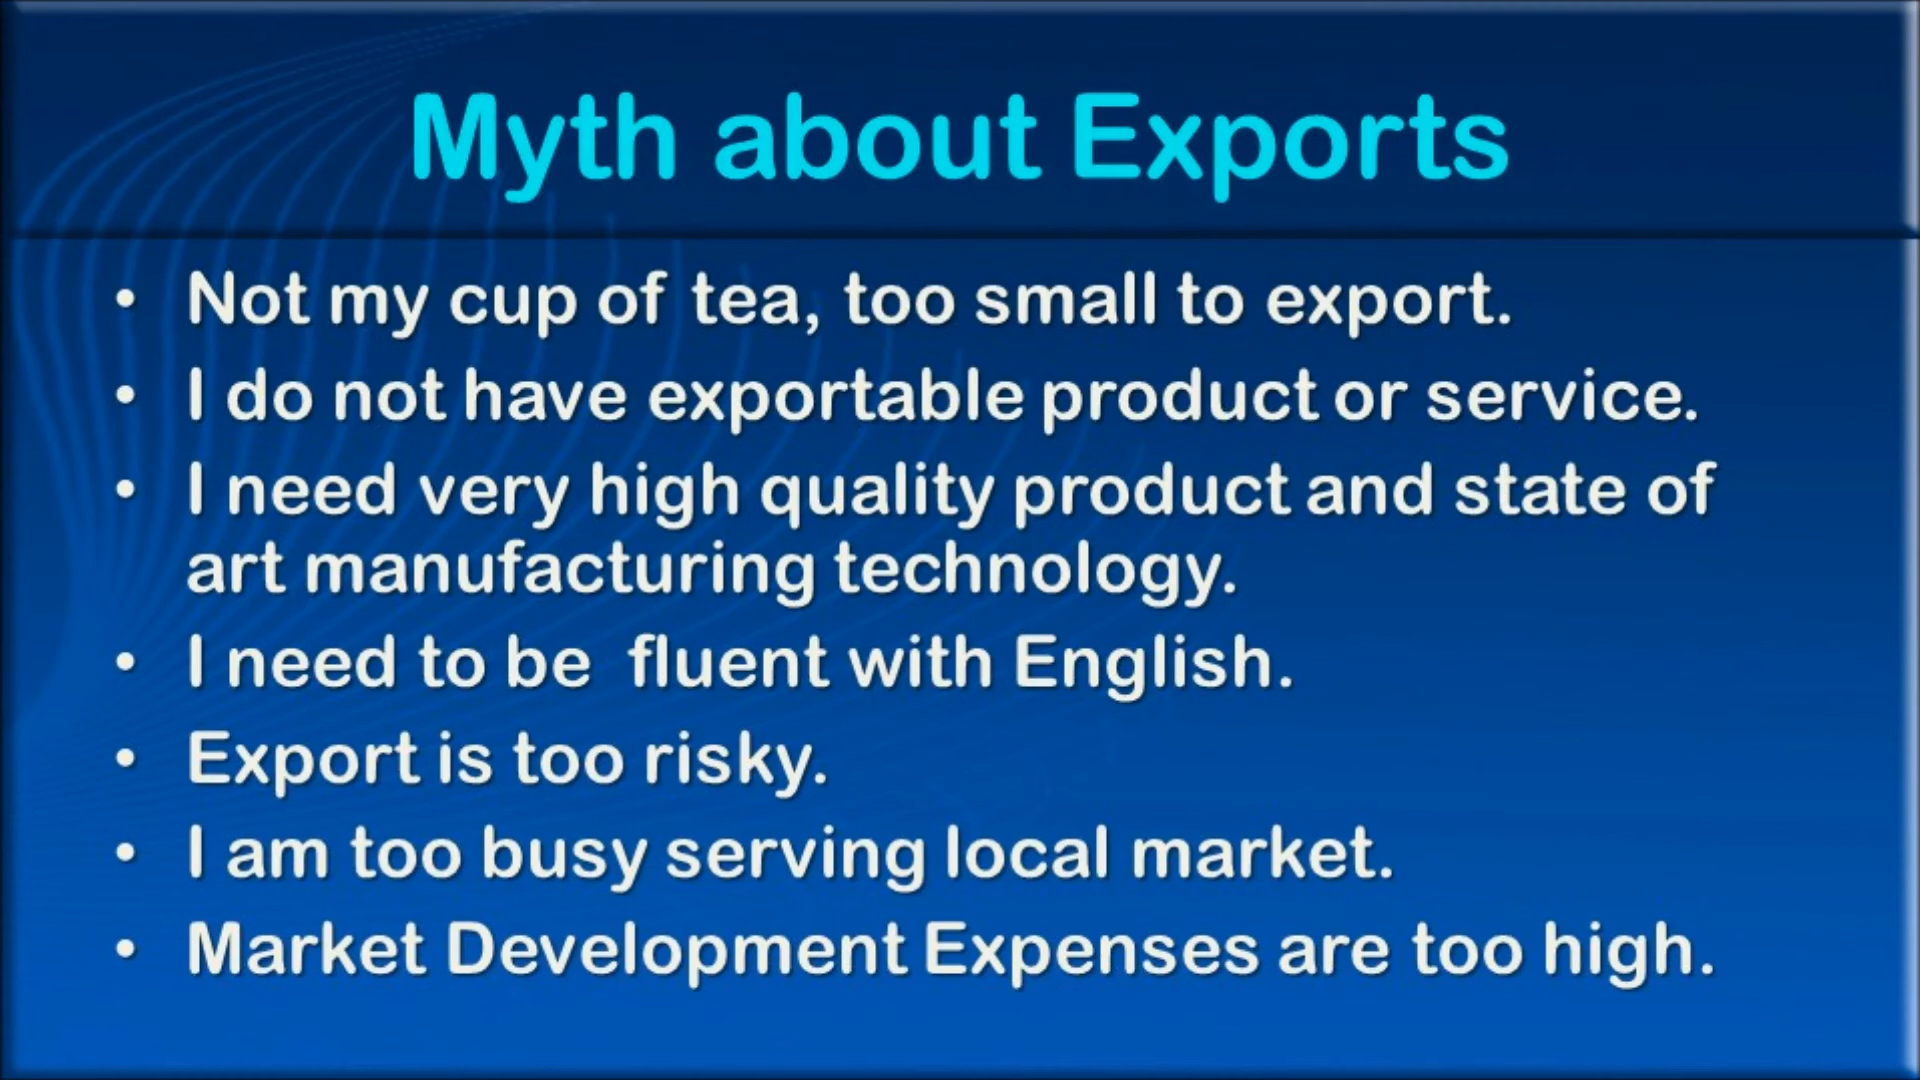 Myth about Exports
• Not my cup of tea, too small to export.
• I do not have exportable product or service.
• I need very high quality product and state of
art manufacturing technology.
• I need to be  fluent with English.
• Export is too risky.
• I am too busy serving local market.
• Market Development Expenses are too high.